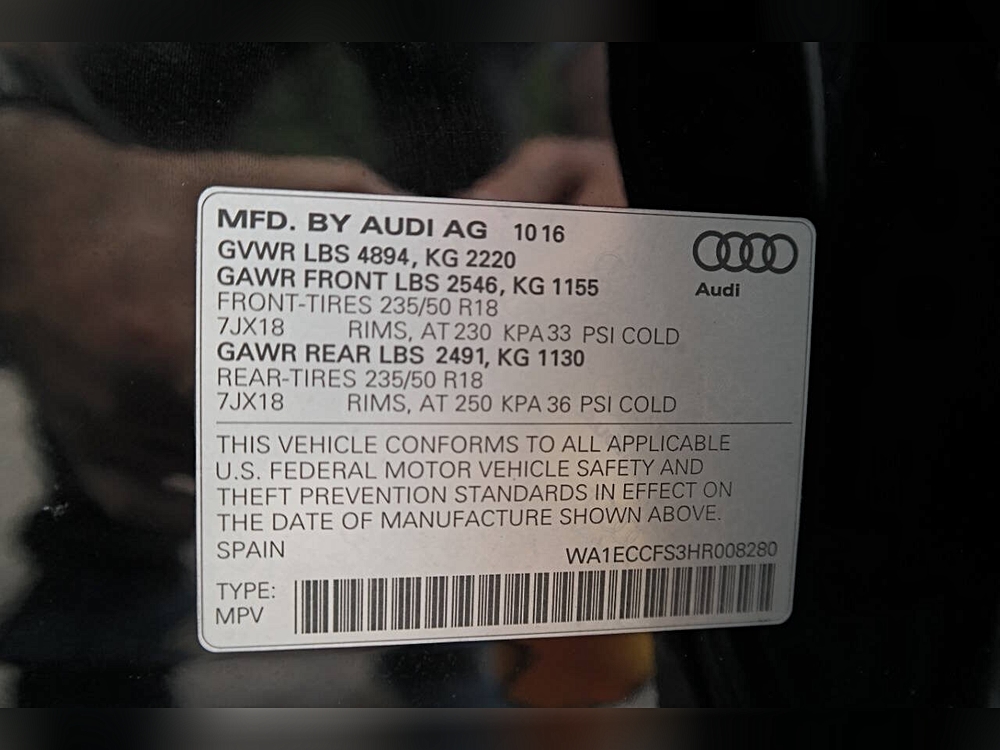 MFD. BY AUDI AG 10 16
GVWR LBS 4894, KG 2220
GAWR FRONT LBS 2546, KG 1155
FRONT-TIRES 235/50 R18
7JX18 RIMS, AT 230 KPA 33 PSI COLD
GAWR REAR LBS 2491, KG 1130
REAR-TIRES 235/50 R18
7JX18 RIMS, AT 250 KPA 36 PSI COLD
Audi
THIS VEHICLE CONFORMS TO ALL APPLICABLE
U.S. FEDERAL MOTOR VEHICLE SAFETY AND
THEFT PREVENTION STANDARDS IN EFFECT ON
THE DATE OF MANUFACTURE SHOWN ABOVE.
SPAIN WA1ECCFS3HR008280
TYPE:
MPV